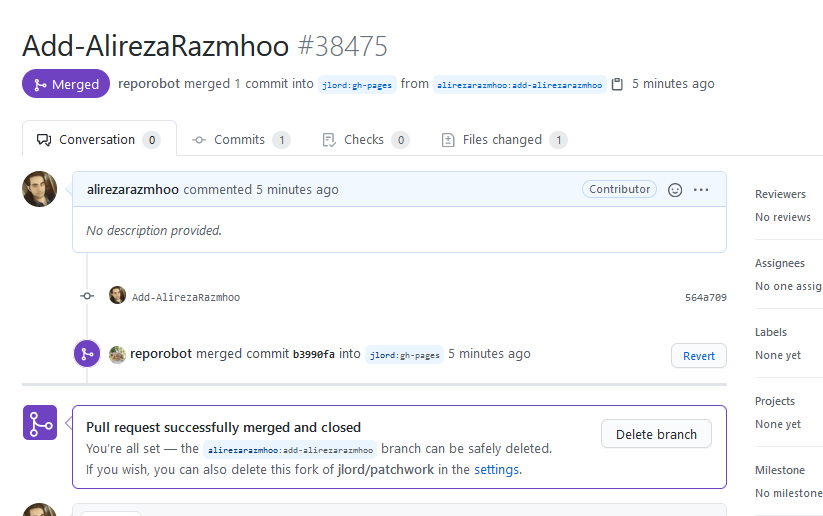 Add-AlirezaRazmhoo #38475
Merged reporobot merged 1 commit into jlord:gh-pages from alirezarazmhoo:add-alirezarazmhoo 5 minutes ago
Conversation 0 Commits 1 Checks 0 Files changed 1
alirezarazmhoo commented 5 minutes ago Contributor
No description provided.
Add-AlirezaRazmhoo 564a709
reporobot merged commit b3990fa into jlord:gh-pages 5 minutes ago Revert
Pull request successfully merged and closed
You're all set — the alirezarazmhoo:add-alirezarazmhoo branch can be safely deleted.
If you wish, you can also delete this fork of jlord/patchwork in the settings.
Delete branch
Reviewers
No reviews
Assignees
No one assig
Labels
None yet
Projects
None yet
Milestone
No milestone